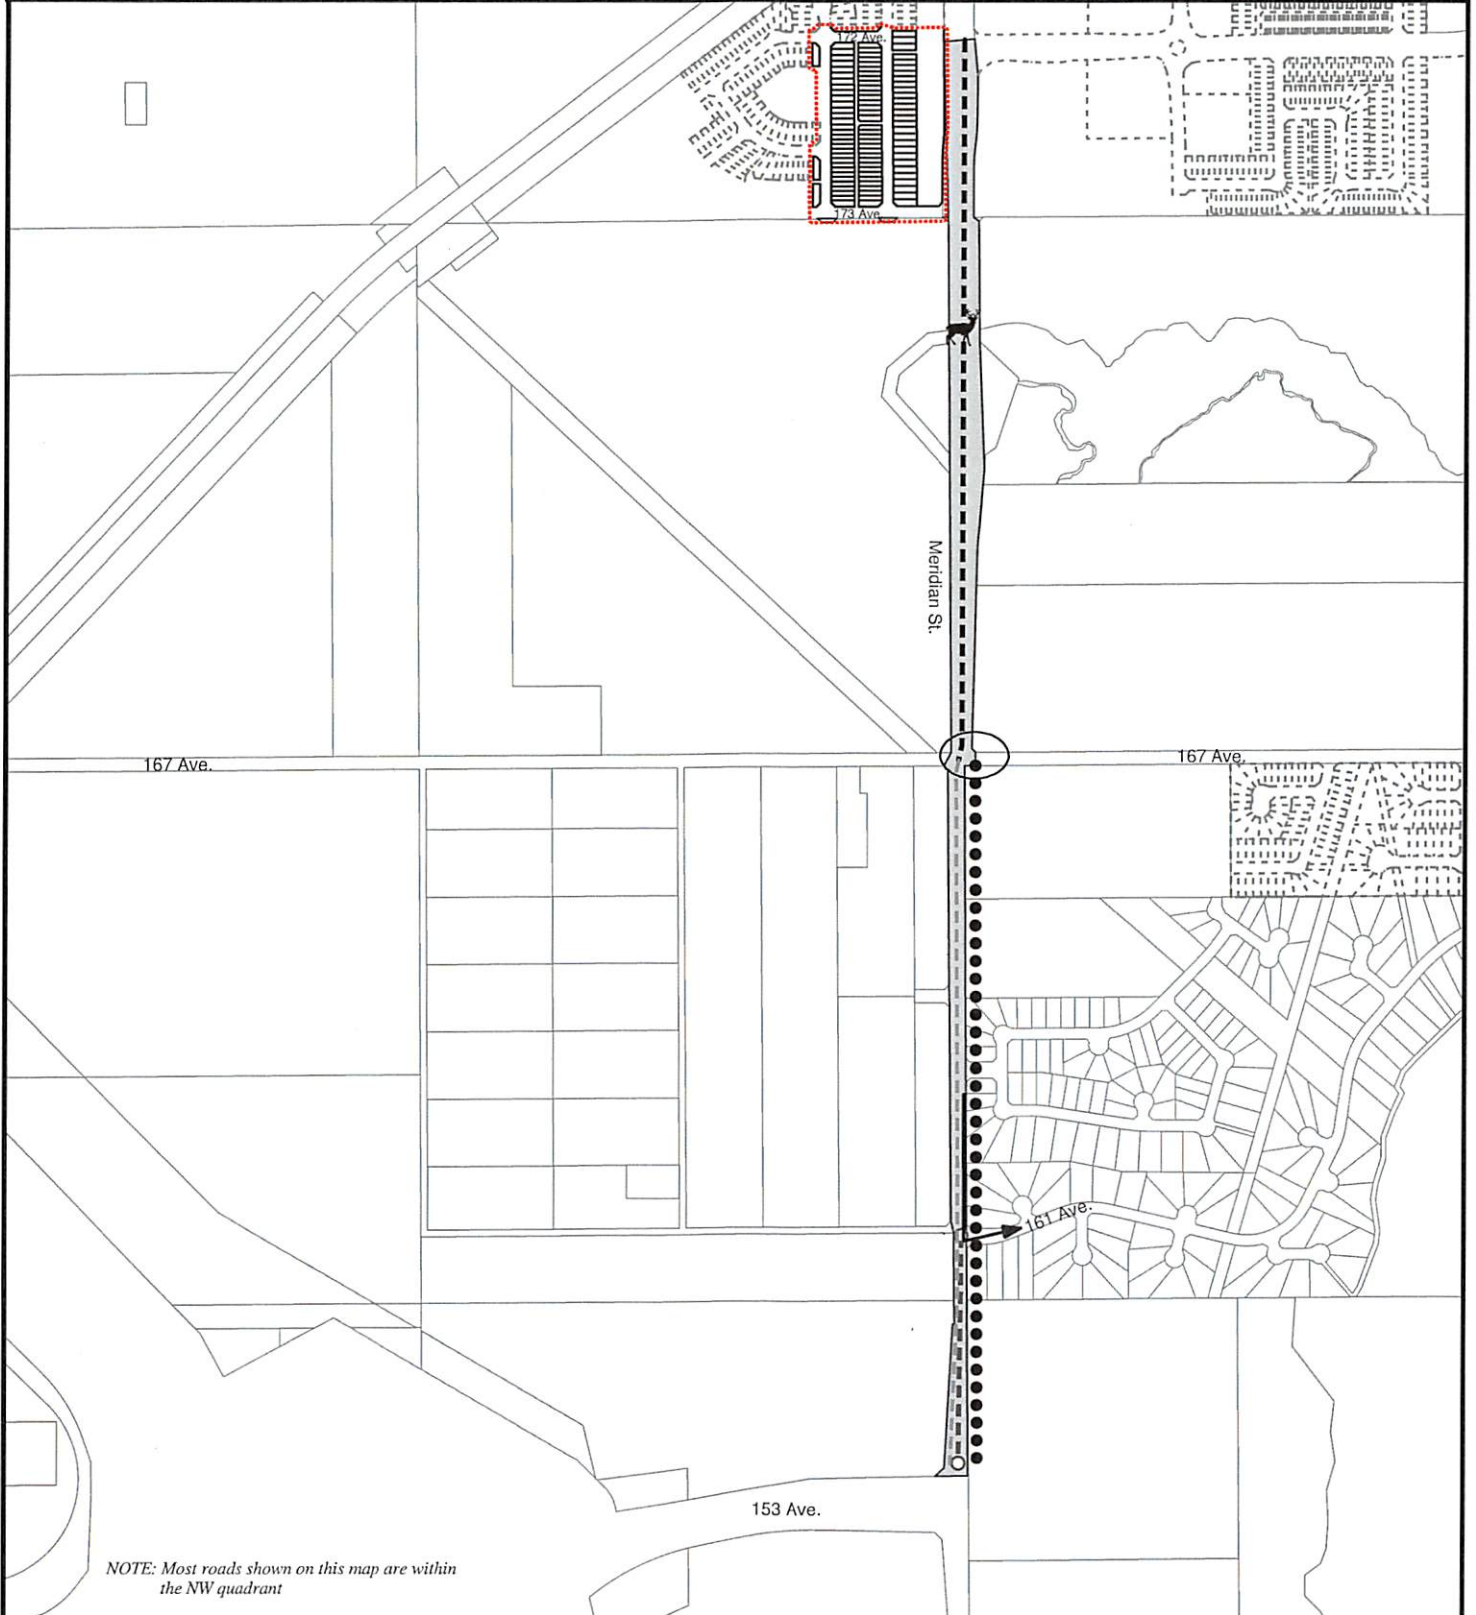 172 Ave.
173 Ave.
Meridian St.
167 Ave.
167 Ave.
161 Ave.
153 Ave.
NOTE: Most roads shown on this map are within
the NW quadrant